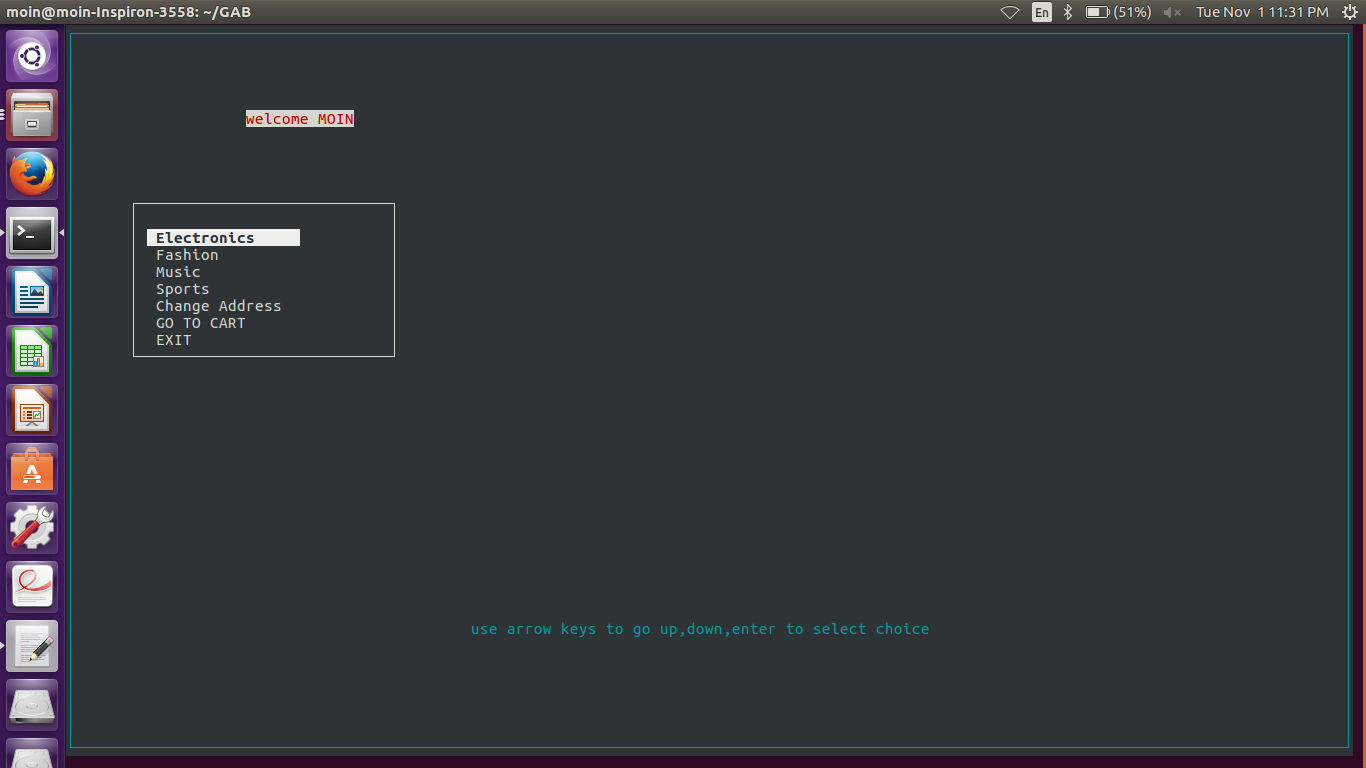 moin@moin-Inspiron-3558: ~/GAB
En (51%) Tue Nov 1 11:31 PM
welcome MOIN
Electronics
Fashion
Music
Sports
Change Address
GO TO CART
EXIT
use arrow keys to go up,down,enter to select choice